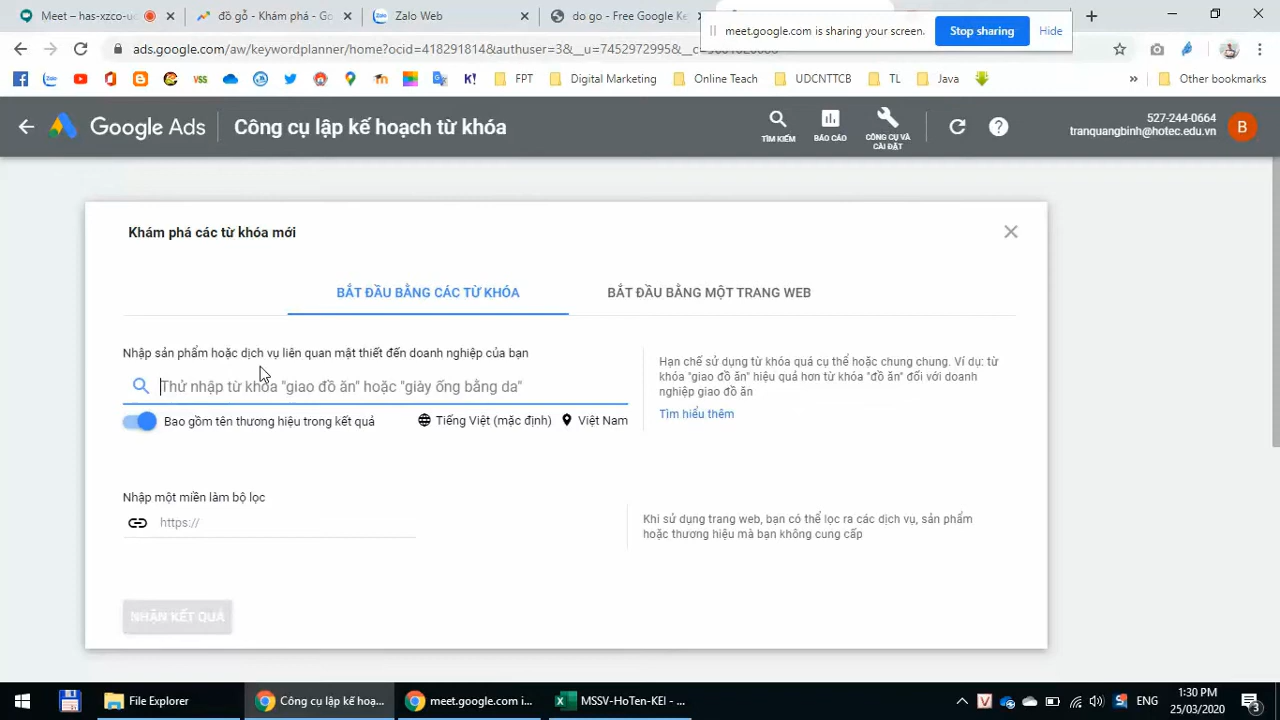 Meet – has-xzoo-u
đồ gỗ - Khám phá - Go
Zalo Web
do go - Free Google Ke
meet.google.com is sharing your screen.
Stop sharing
Hide
ads.google.com/aw/keywordplanner/home?ocid=418291814&authuser=3&__u=7452972995&__c=
FPT
Digital Marketing
Online Teach
UDCNTTCB
TL
Java
»
Other bookmarks
Google Ads
Công cụ lập kế hoạch từ khóa
TÌM KIẾM
BÁO CÁO
CÔNG CỤ VÀ
CÀI ĐẶT
527-244-0664
tranquangbinh@hotec.edu.vn
B
Khám phá các từ khóa mới
BẮT ĐẦU BẰNG CÁC TỪ KHÓA
BẮT ĐẦU BẰNG MỘT TRANG WEB
Nhập sản phẩm hoặc dịch vụ liên quan mật thiết đến doanh nghiệp của bạn
Thử nhập từ khóa "giao đồ ăn" hoặc "giày ống bằng da"
Bao gồm tên thương hiệu trong kết quả
Tiếng Việt (mặc định)
Việt Nam
Hạn chế sử dụng từ khóa quá cụ thể hoặc chung chung. Ví dụ: từ
khóa "giao đồ ăn" hiệu quả hơn từ khóa "đồ ăn" đối với doanh
nghiệp giao đồ ăn
Tìm hiểu thêm
Nhập một miền làm bộ lọc
https://
Khi sử dụng trang web, bạn có thể lọc ra các dịch vụ, sản phẩm
hoặc thương hiệu mà bạn không cung cấp
NHẬN KẾT QUẢ
File Explorer
Công cụ lập kế hoạ...
meet.google.com i...
MSSV-HoTen-KEI - ...
ENG
1:30 PM
25/03/2020
3